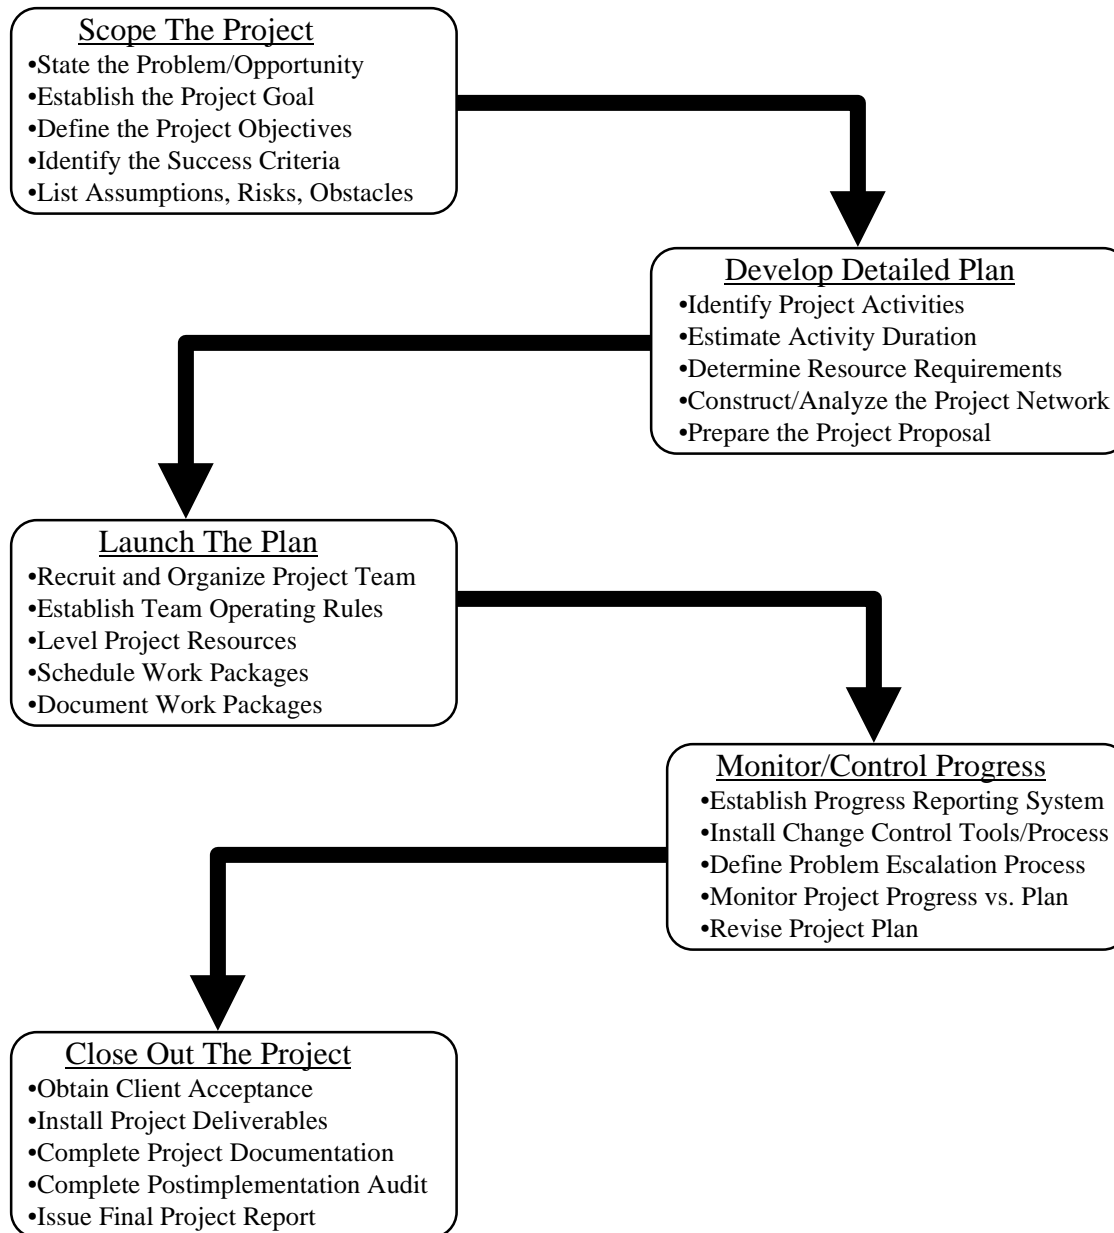 Scope The Project
•State the Problem/Opportunity
•Establish the Project Goal
•Define the Project Objectives
•Identify the Success Criteria
•List Assumptions, Risks, Obstacles
Develop Detailed Plan
•Identify Project Activities
•Estimate Activity Duration
•Determine Resource Requirements
•Construct/Analyze the Project Network
•Prepare the Project Proposal
Launch The Plan
•Recruit and Organize Project Team
•Establish Team Operating Rules
•Level Project Resources
•Schedule Work Packages
•Document Work Packages
Monitor/Control Progress
•Establish Progress Reporting System
•Install Change Control Tools/Process
•Define Problem Escalation Process
•Monitor Project Progress vs. Plan
•Revise Project Plan
Close Out The Project
•Obtain Client Acceptance
•Install Project Deliverables
•Complete Project Documentation
•Complete Postimplementation Audit
•Issue Final Project Report